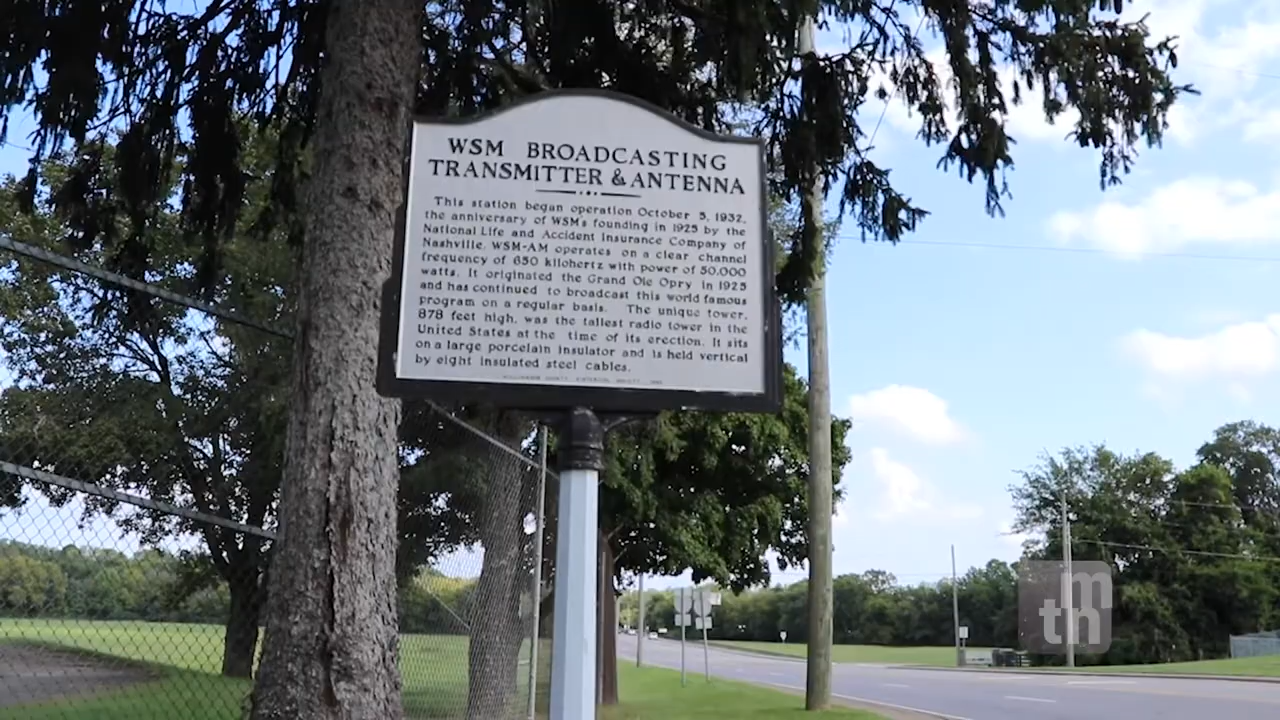 WSM BROADCASTING
TRANSMITTER & ANTENNA
This station began operation October 5, 1932,
the anniversary of WSM's founding in 1925 by the
National Life and Accident Insurance Company of
Nashville. WSM-AM operates on a clear channel
frequency of 650 kilohertz with power of 50,000
watts. It originated the Grand Ole Opry in 1925
and has continued to broadcast this world famous
program on a regular basis. The unique tower,
878 feet high, was the tallest radio tower in the
United States at the time of its erection. It sits
on a large porcelain insulator and is held vertical
by eight insulated steel cables.
m
th